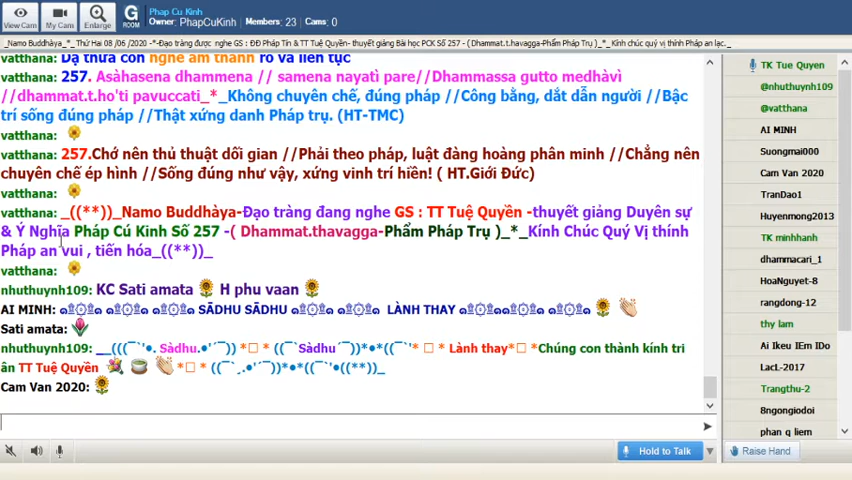 Phap Cu Kinh
Owner: PhapCuKinh Members: 23 Cams: 0
View Cam
My Cam
Enlarge
G
ROOM
_Namo Buddhàya_*_ Thứ Hai 08 /06 /2020 -*-Đạo tràng được nghe GS : ĐĐ Pháp Tín & TT Tuệ Quyền- thuyết giảng Bài học PCK Số 257 - ( Dhammat.thavagga-Phẩm Pháp Trụ )_*_ Kính chúc quý vị thính Pháp an lạc._
vatthana: Dạ thưa con nghe âm thanh rõ và liên tục
vatthana: 257. Asàhasena dhammena // samena nayatì pare//Dhammassa gutto medhàvì
//dhammat.t.ho'ti pavuccati_*_Không chuyên chế, đúng pháp //Công bằng, dắt dẫn người //Bậc
trí sống đúng pháp //Thật xứng danh Pháp trụ. (HT-TMC)
vatthana:
vatthana: 257.Chớ nên thủ thuật dối gian //Phải theo pháp, luật đàng hoàng phân minh //Chẳng nên
chuyên chế ép hình //Sống đúng như vậy, xứng vinh trí hiền! ( HT.Giới Đức)
vatthana:
vatthana: _((**))_Namo Buddhàya-Đạo tràng đang nghe GS : TT Tuệ Quyền -thuyết giảng Duyên sự
& Ý Nghĩa Pháp Cú Kinh Số 257 -( Dhammat.thavagga-Phẩm Pháp Trụ )_*_Kính Chúc Quý Vị thính
Pháp an vui , tiến hóa_((**))_
vatthana:
nhuthuynh109: KC Sati amata H phu vaan
AI MINH: SĀDHU SĀDHU LÀNH THAY
Sati amata:
nhuthuynh109: __(((¯`'•. Sàdhu.•'´¯)) *□ * ((¯`Sàdhu´¯))*•*((¯`'* □ * Lành thay*□ *Chúng con thành kính tri
ân TT Tuệ Quyền *□ * ((¯´¸.•'´¯))*•*((¯`'•((**))_
Cam Van 2020:
TK Tue Quyen
@nhuthuynh109
@vatthana
AI MINH
Suongmai000
Cam Van 2020
TranDao1
Huyenmong2013
TK minhhanh
dhammacari_1
HoaNguyet-8
rangdong-12
thy lam
Ai Ikeu IEm IDo
LacL-2017
Trangthu-2
8ngongiodoi
phan q liem
Hold to Talk
Raise Hand